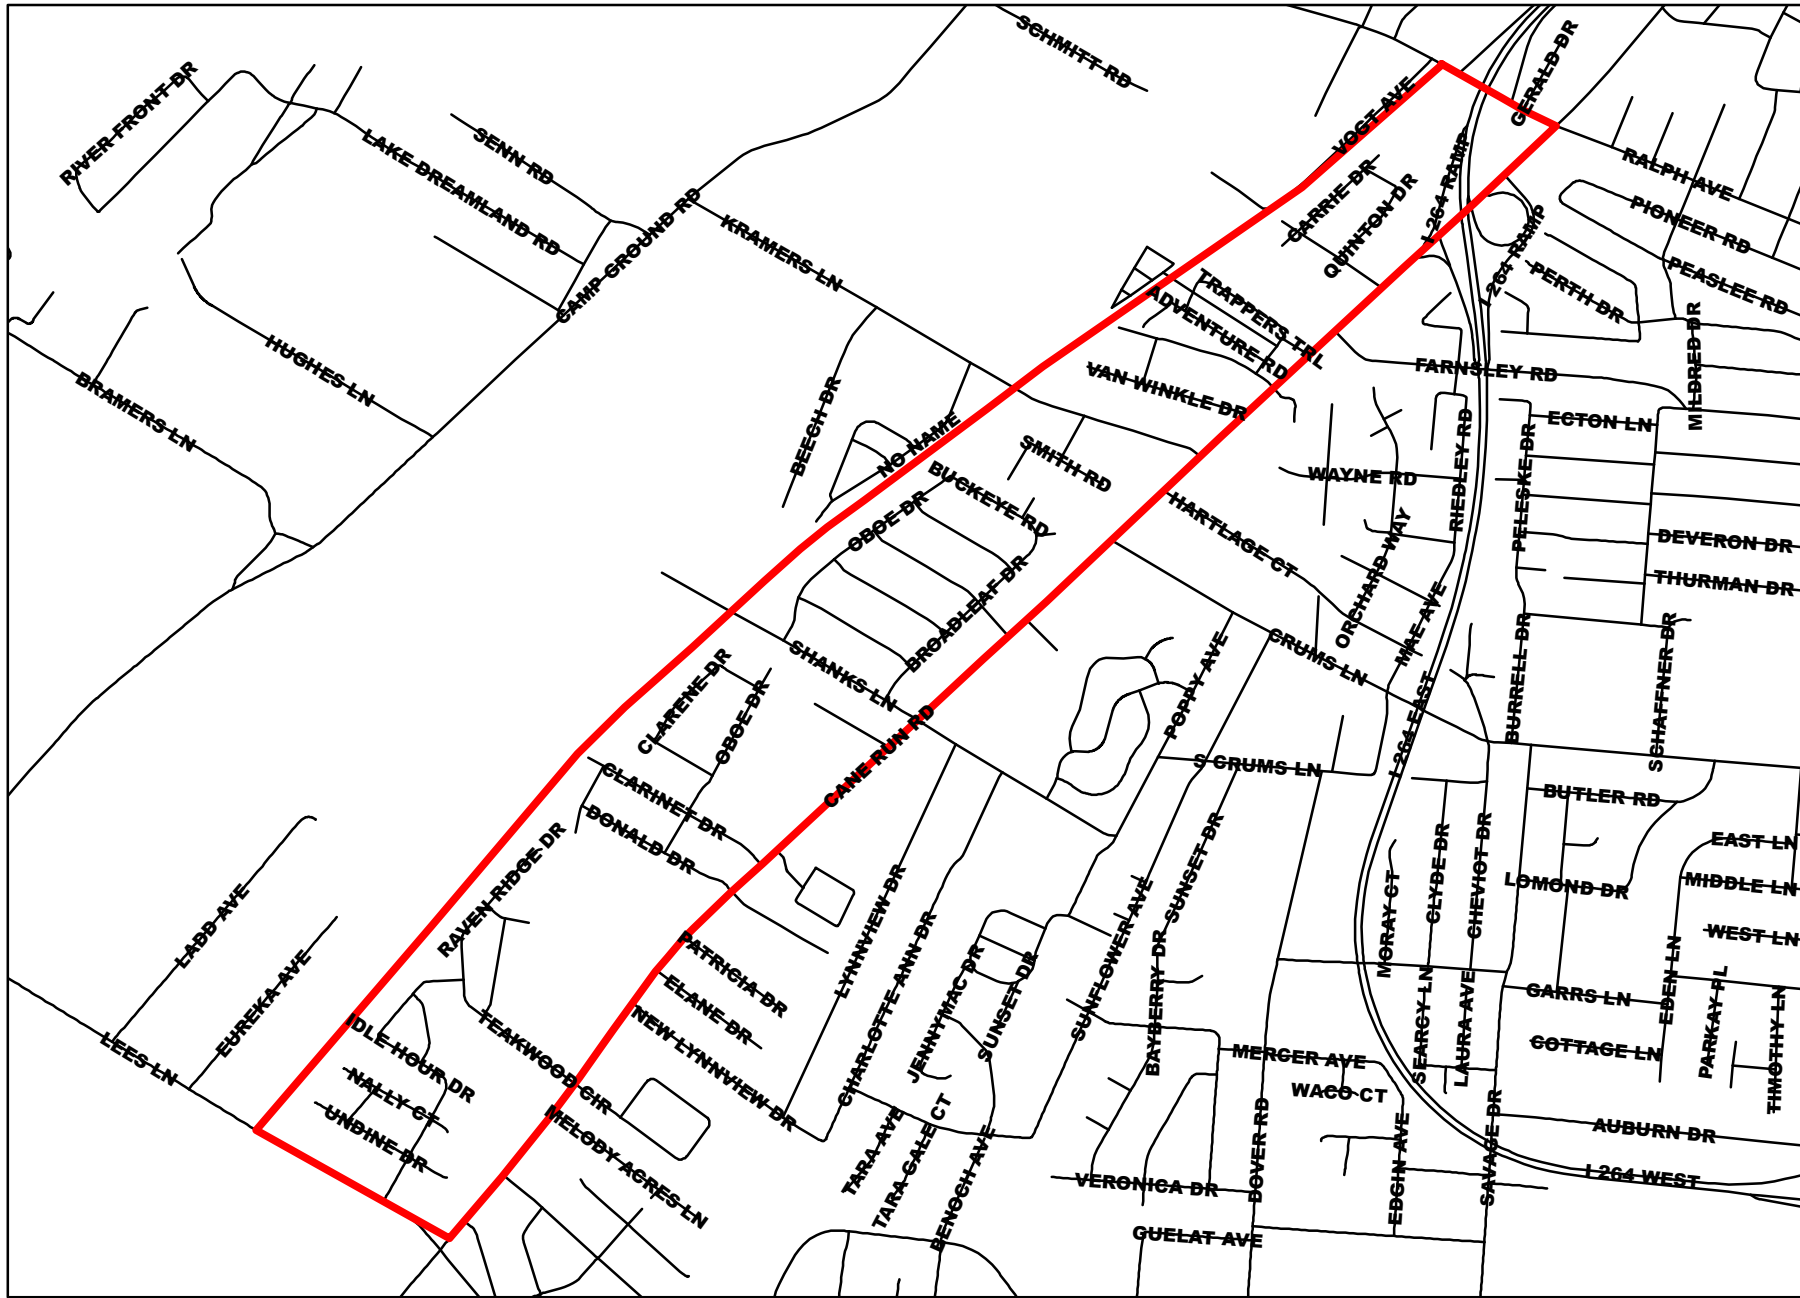 SCHMITT RD
GERALD DR
RIVER FRONT DR
VOGT AVE
SENN RD
LAKE DREAMLAND RD
I 264 RAMP
RALPH AVE
CARRIE DR
QUINTON DR
CAMP GROUND RD
KRAMERS LN
PIONEER RD
I 264 RAMP
PEASLEE RD
PERTH DR
TRAPPERS TRL
ADVENTURE RD
MILDRED DR
HUGHES LN
BRAMERS LN
VAN WINKLE DR
FARNSLEY RD
BEECH DR
NO NAME
ECTON LN
SMITH RD
BUCKEYE RD
WAYNE RD
RIEDLEY RD
PELESKE DR
OBOE DR
HARTLAGE CT
DEVERON DR
ORCHARD WAY
THURMAN DR
BROADLEAF DR
MAE AVE
CRUMS LN
SHANKS LN
CLARENE DR
OBOE DR
POPPY AVE
BURRELL DR
SCHAFFNER DR
I 264 EAST
CANE RUN RD
S CRUMS LN
CLARINET DR
DONALD DR
BUTLER RD
RAVEN RIDGE DR
SUNSET DR
CLYDE DR
CHEVIOT DR
EAST LN
LOMOND DR
MIDDLE LN
LADD AVE
LYNNVIEW DR
MORAY CT
WEST LN
PATRICIA DR
SUNFLOWER AVE
EUREKA AVE
CHARLOTTE ANN DR
JENNYMAC DR
SUNSET DR
BAYBERRY DR
ELANE DR
GARRS LN
EDEN LN
PARKAY PL
TIMOTHY LN
SEARCY LN
LAURA AVE
NEW LYNNVIEW DR
IDLE HOUR DR
TEAKWOOD CIR
LEES LN
COTTAGE LN
MERCER AVE
WACO CT
NALLY CT
UNDINE DR
MELODY ACRES LN
TARA AVE
TARA GALE CT
BENOCH AVE
DOVER RD
EDGIN AVE
SAVAGE DR
AUBURN DR
I 264 WEST
VERONICA DR
GUELAT AVE